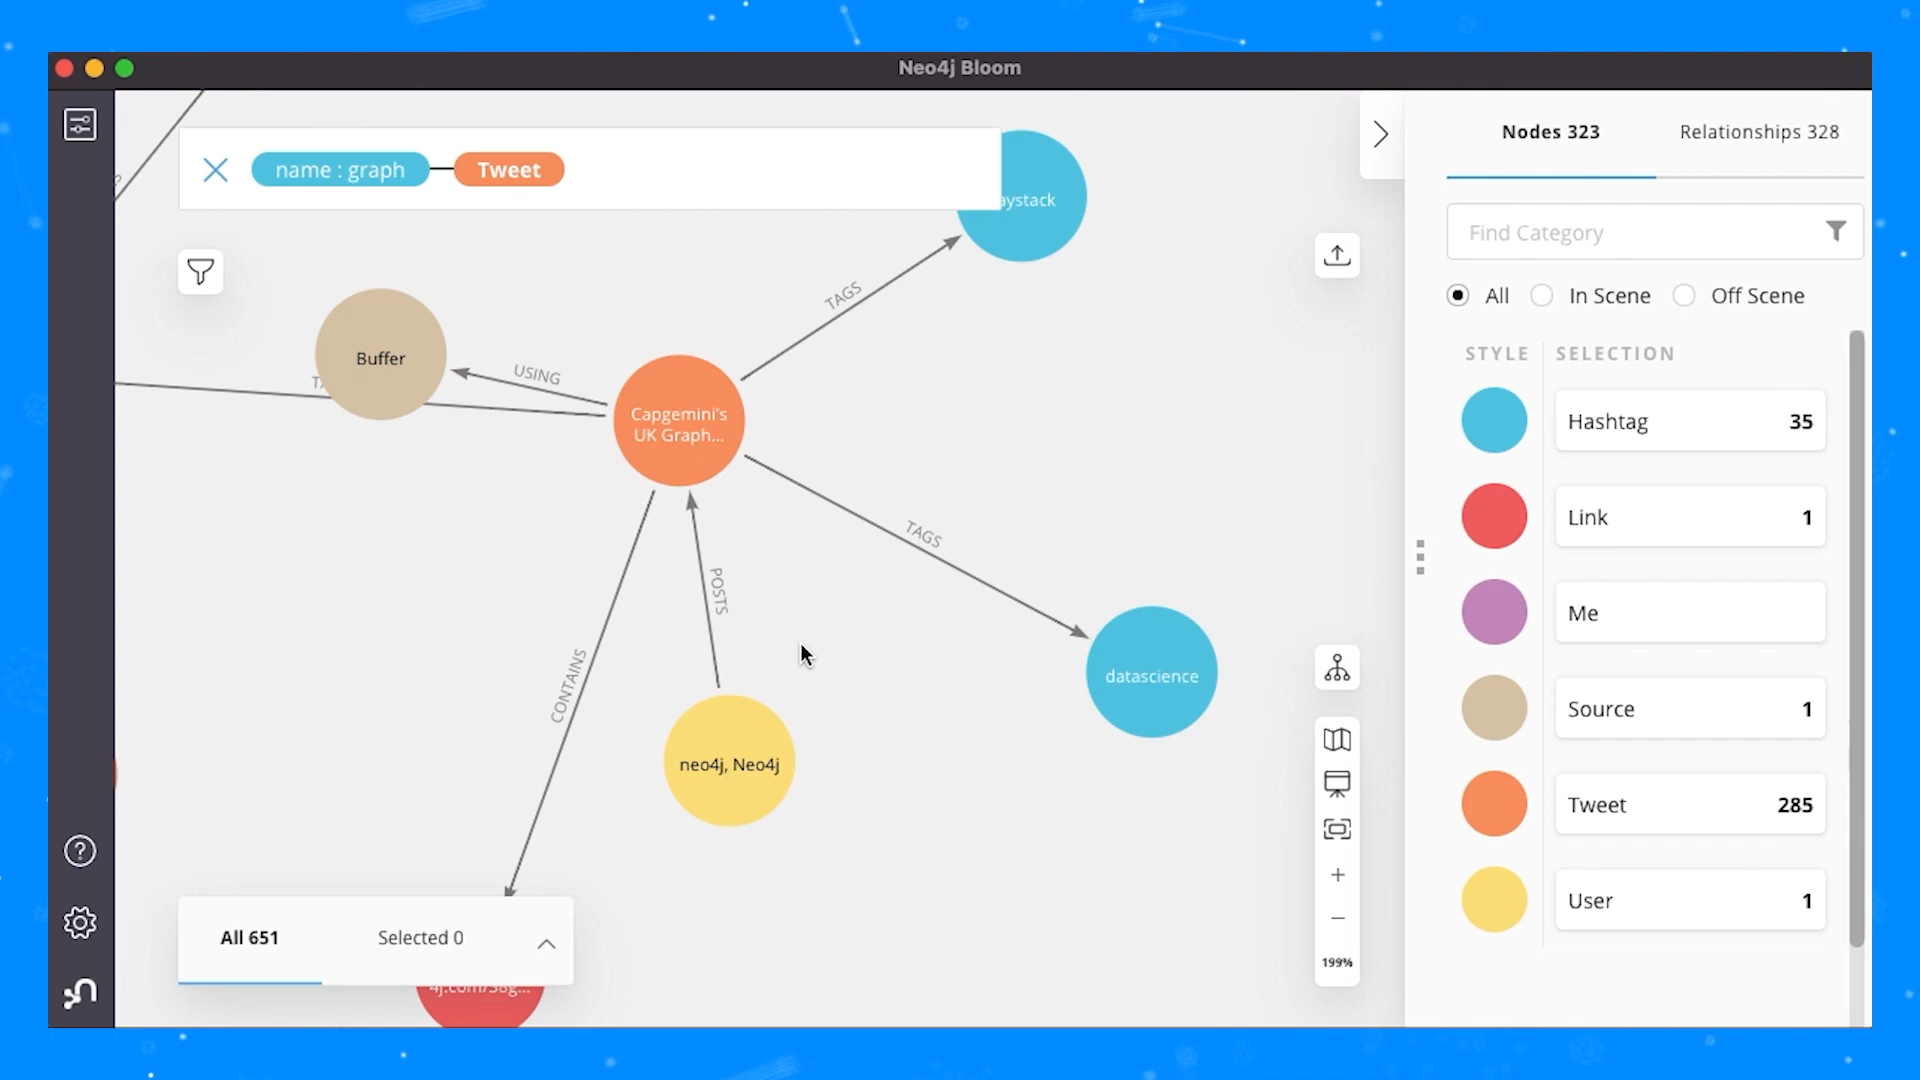 Neo4j Bloom
name : graph
Tweet
aystack
TAGS
Buffer
USING
Capgemini's
UK Graph...
TAGS
POSTS
CONTAINS
datascience
neo4j, Neo4j
All 651
Selected 0
199%
Nodes 323
Relationships 328
Find Category
All
In Scene
Off Scene
STYLE
SELECTION
Hashtag 35
Link 1
Me
Source 1
Tweet 285
User 1